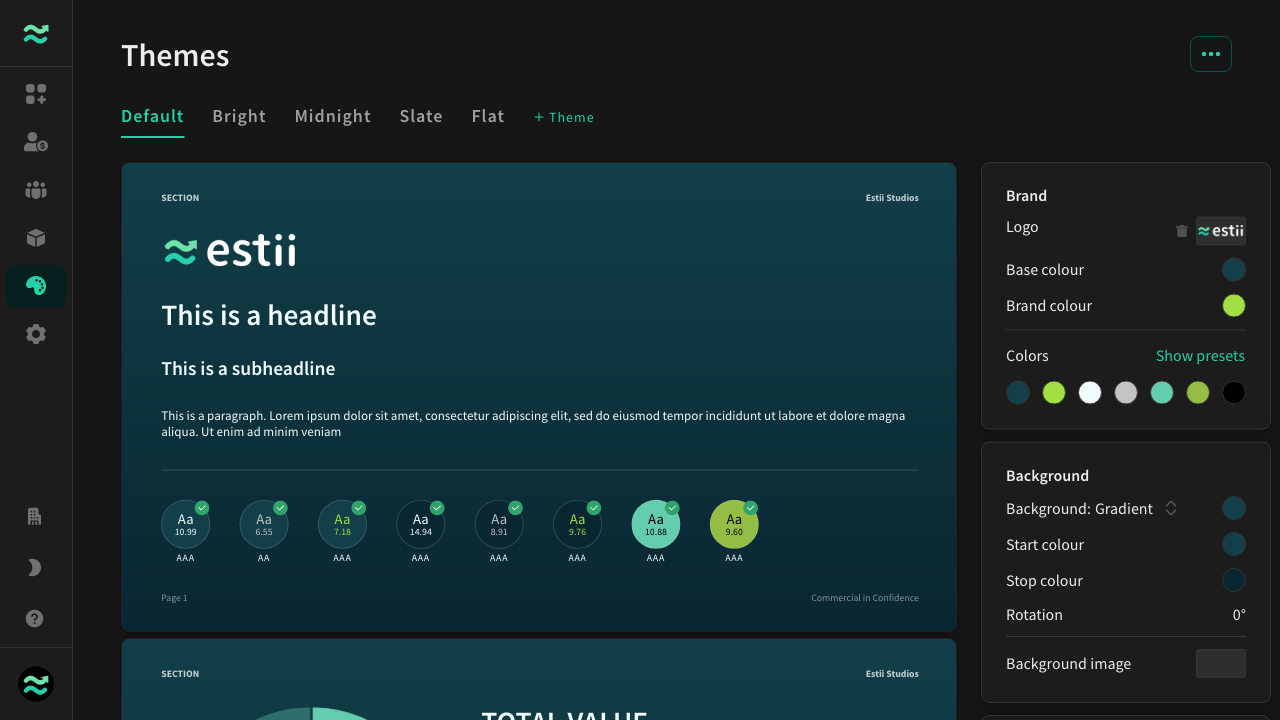 Themes
•••
Default Bright Midnight Slate Flat + Theme
SECTION Estii Studios
estii
This is a headline
This is a subheadline
This is a paragraph. Lorem ipsum dolor sit amet, consectetur adipiscing elit, sed do eiusmod tempor incididunt ut labore et dolore magna
aliqua. Ut enim ad minim veniam
Aa Aa Aa Aa Aa Aa Aa Aa
10.99 6.55 7.18 14.94 8.91 9.76 10.88 9.60
AAA AA AAA AAA AAA AAA AAA AAA
Page 1 Commercial in Confidence
SECTION Estii Studios
TOTAL VALUE
Brand
Logo estii
Base colour
Brand colour
Colors Show presets
Background
Background: Gradient
Start colour
Stop colour
Rotation 0°
Background image